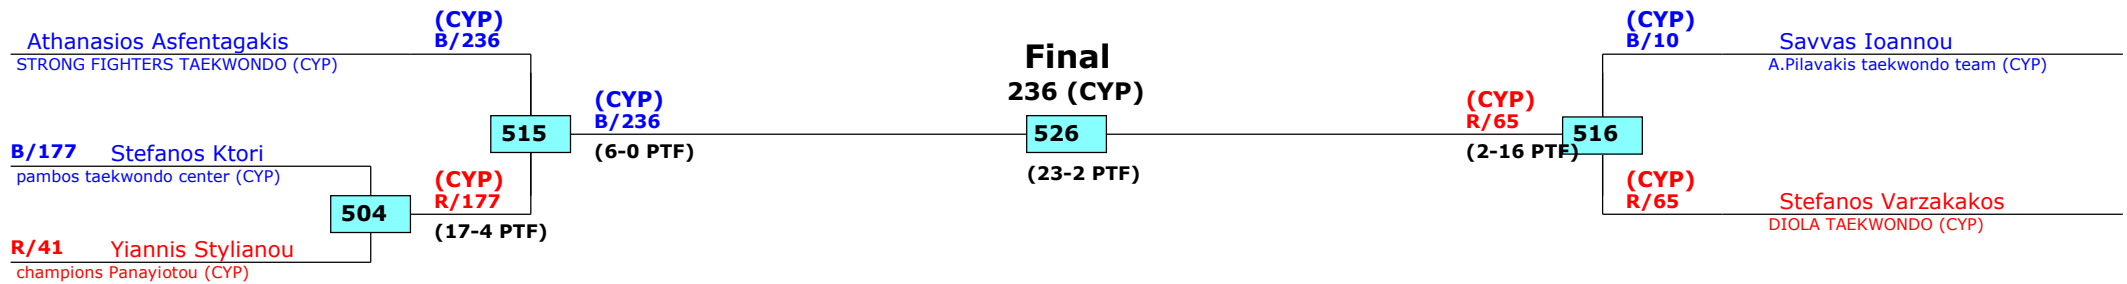 (CYP)
B/236
Athanasios Asfentagakis
STRONG FIGHTERS TAEKWONDO (CYP)
B/177 Stefanos Ktori
pambos taekwondo center (CYP)
R/41 Yiannis Stylianou
champions Panayiotou (CYP)
504
(CYP)
R/177
(17-4 PTF)
515
(CYP)
B/236
(6-0 PTF)
Final
236 (CYP)
526
(23-2 PTF)
(CYP)
R/65
(2-16 PTF)
516
(CYP)
B/10
Savvas Ioannou
A.Pilavakis taekwondo team (CYP)
(CYP)
R/65
Stefanos Varzakakos
DIOLA TAEKWONDO (CYP)